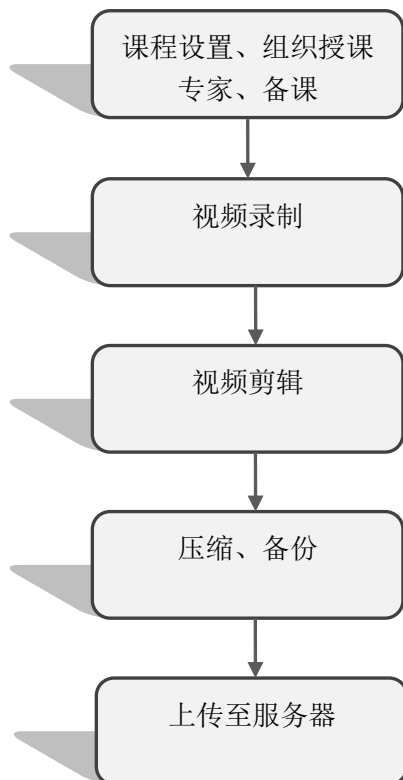 课程设置、组织授课
专家、备课
视频录制
视频剪辑
压缩、备份
上传至服务器